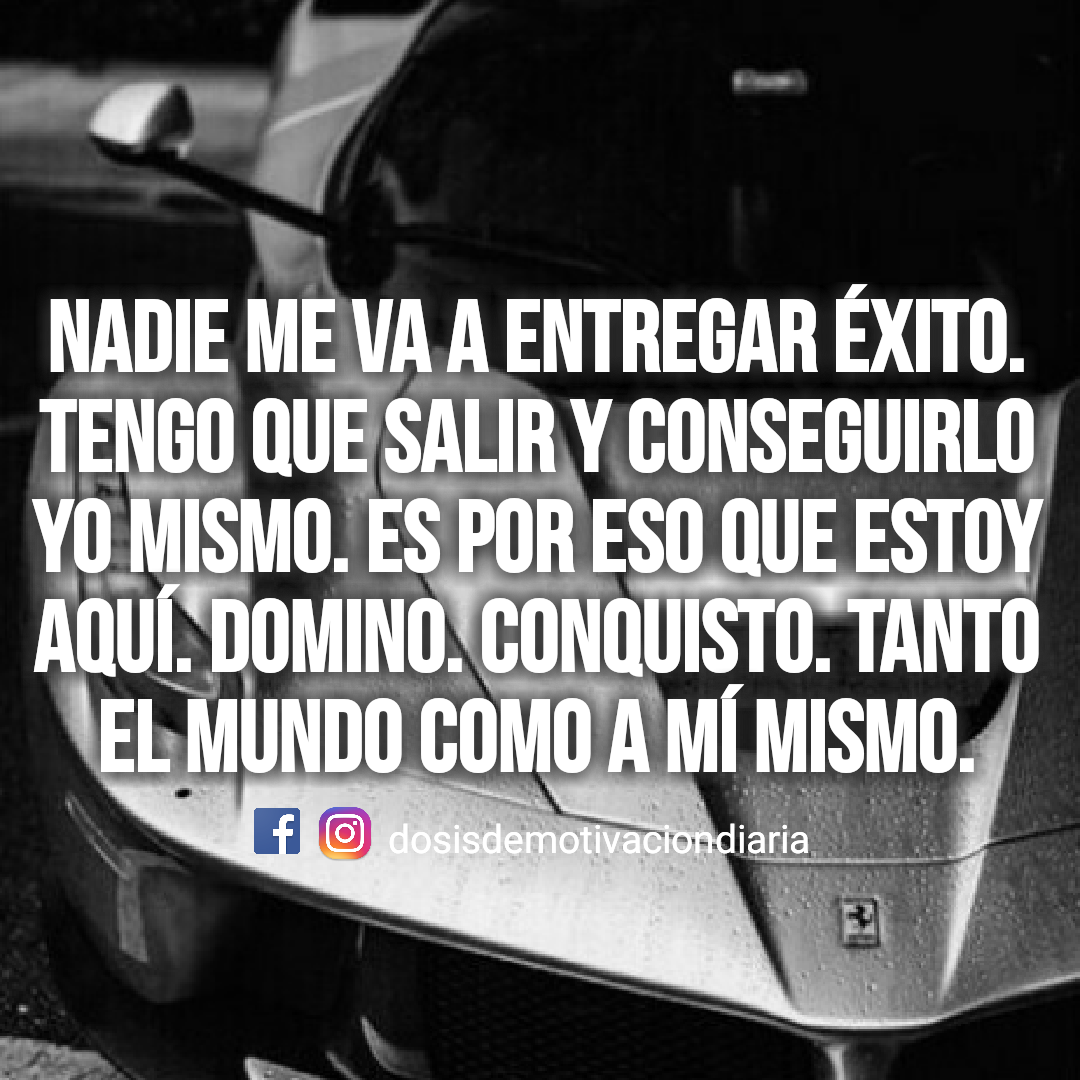 NADIE ME VA A ENTREGAR ÉXITO.
TENGO QUE SALIR Y CONSEGUIRLO
YO MISMO. ES POR ESO QUE ESTOY
AQUÍ. DOMINO. CONQUISTO. TANTO
EL MUNDO COMO A MÍ MISMO.
dosisdemotivaciondiaria